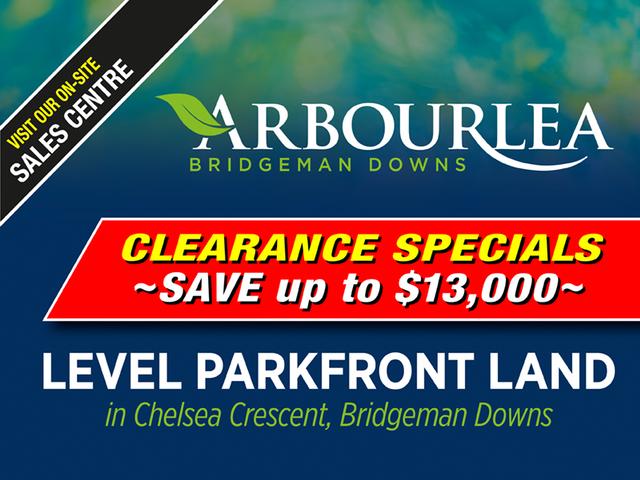 VISIT OUR ON-SITE
SALES CENTRE
ARBOURLEA
BRIDGEMAN DOWNS
CLEARANCE SPECIALS
~SAVE up to $13,000~
LEVEL PARKFRONT LAND
in Chelsea Crescent, Bridgeman Downs